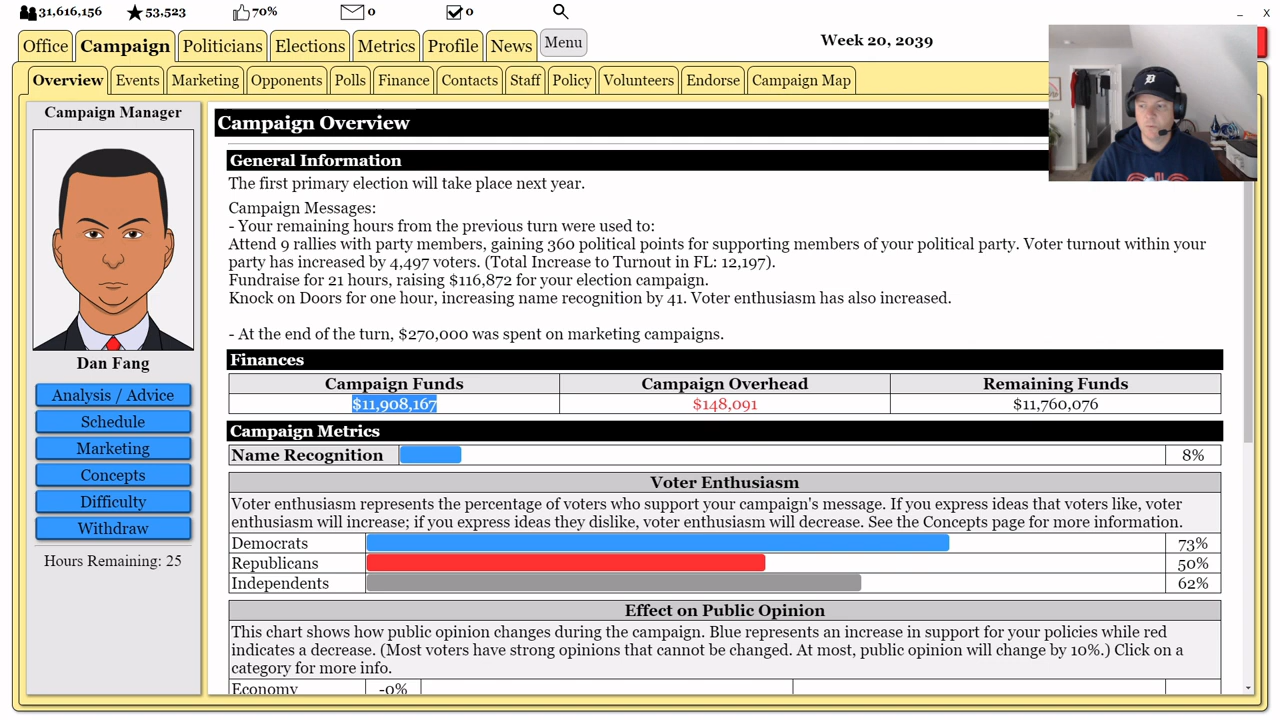 31,616,156 53,523 70% 0 0
_ X
Office Campaign Politicians Elections Metrics Profile News Menu
Week 20, 2039
Overview Events Marketing Opponents Polls Finance Contacts Staff Policy Volunteers Endorse Campaign Map
Campaign Manager
Dan Fang
Analysis / Advice
Schedule
Marketing
Concepts
Difficulty
Withdraw
Hours Remaining: 25
Campaign Overview
General Information
The first primary election will take place next year.
Campaign Messages:
- Your remaining hours from the previous turn were used to:
Attend 9 rallies with party members, gaining 360 political points for supporting members of your political party. Voter turnout within your
party has increased by 4,497 voters. (Total Increase to Turnout in FL: 12,197).
Fundraise for 21 hours, raising $116,872 for your election campaign.
Knock on Doors for one hour, increasing name recognition by 41. Voter enthusiasm has also increased.
- At the end of the turn, $270,000 was spent on marketing campaigns.
Finances
Campaign Funds Campaign Overhead Remaining Funds
$11,908,167 $148,091 $11,760,076
Campaign Metrics
Name Recognition 8%
Voter Enthusiasm
Voter enthusiasm represents the percentage of voters who support your campaign's message. If you express ideas that voters like, voter
enthusiasm will increase; if you express ideas they dislike, voter enthusiasm will decrease. See the Concepts page for more information.
Democrats 73%
Republicans 50%
Independents 62%
Effect on Public Opinion
This chart shows how public opinion changes during the campaign. Blue represents an increase in support for your policies while red
indicates a decrease. (Most voters have strong opinions that cannot be changed. At most, public opinion will change by 10%.) Click on a
category for more info.
Economy -0%